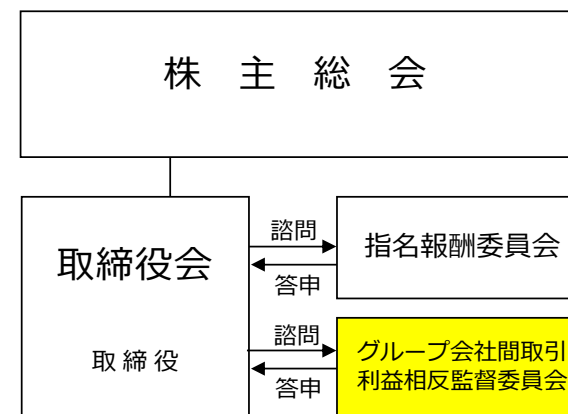 株 主 総 会
取締役会
取 締 役
諮問
答申
指名報酬委員会
諮問
答申
グループ会社間取引
利益相反監督委員会